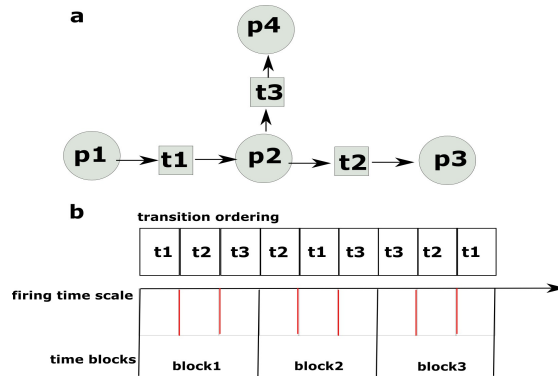 a
p4
t3
p1 t1 p2 t2 p3
b
transition ordering
t1 t2 t3 t2 t1 t3 t3 t2 t1
firing time scale
time blocks block1 block2 block3